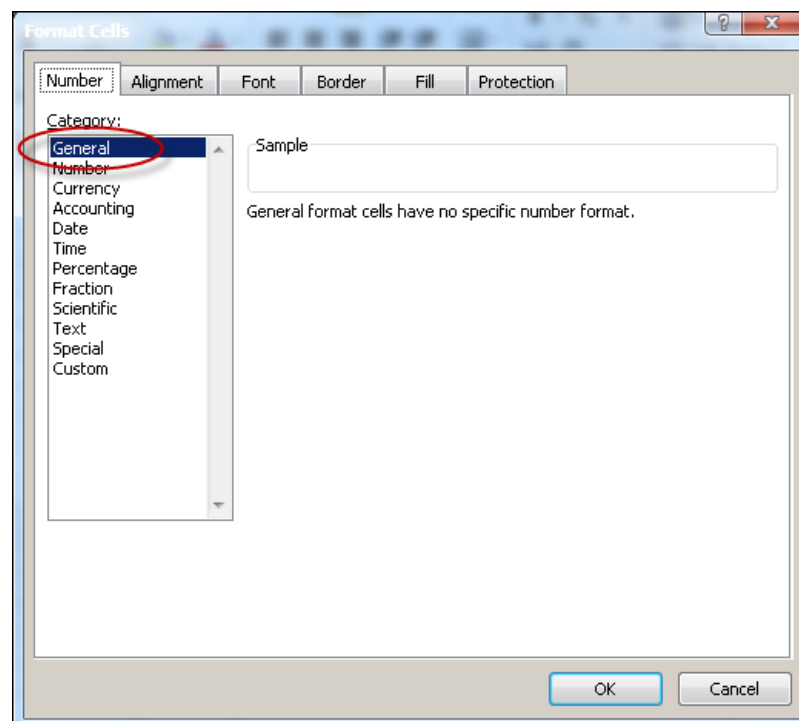 Format Cells
?
Number Alignment Font Border Fill Protection
Category:
General
Number
Currency
Accounting
Date
Time
Percentage
Fraction
Scientific
Text
Special
Custom
Sample
General format cells have no specific number format.
OK Cancel